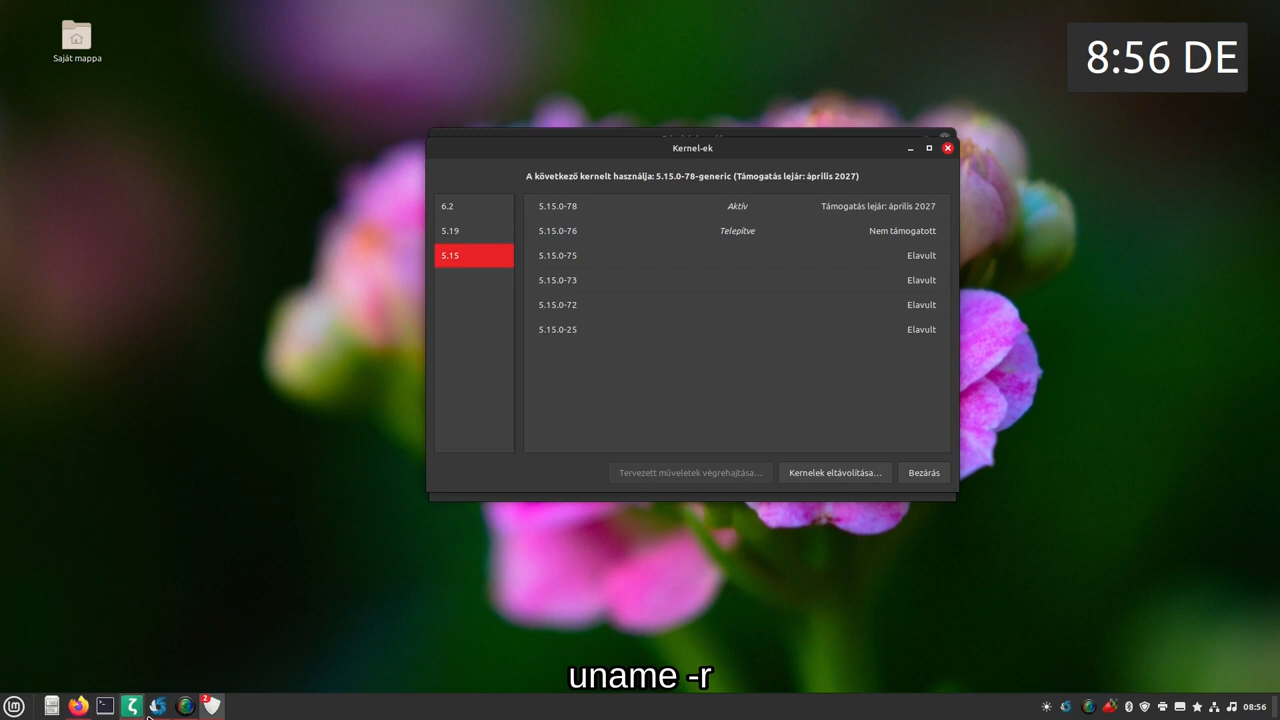 Saját mappa
8:56 DE
Kernel-ek
A következő kernelt használja: 5.15.0-78-generic (Támogatás lejár: április 2027)
6.2
5.19
5.15
5.15.0-78 Aktív Támogatás lejár: április 2027
5.15.0-76 Telepítve Nem támogatott
5.15.0-75 Elavult
5.15.0-73 Elavult
5.15.0-72 Elavult
5.15.0-25 Elavult
Tervezett műveletek végrehajtása...
Kernelek eltávolítása...
Bezárás
uname -r
2
08:56